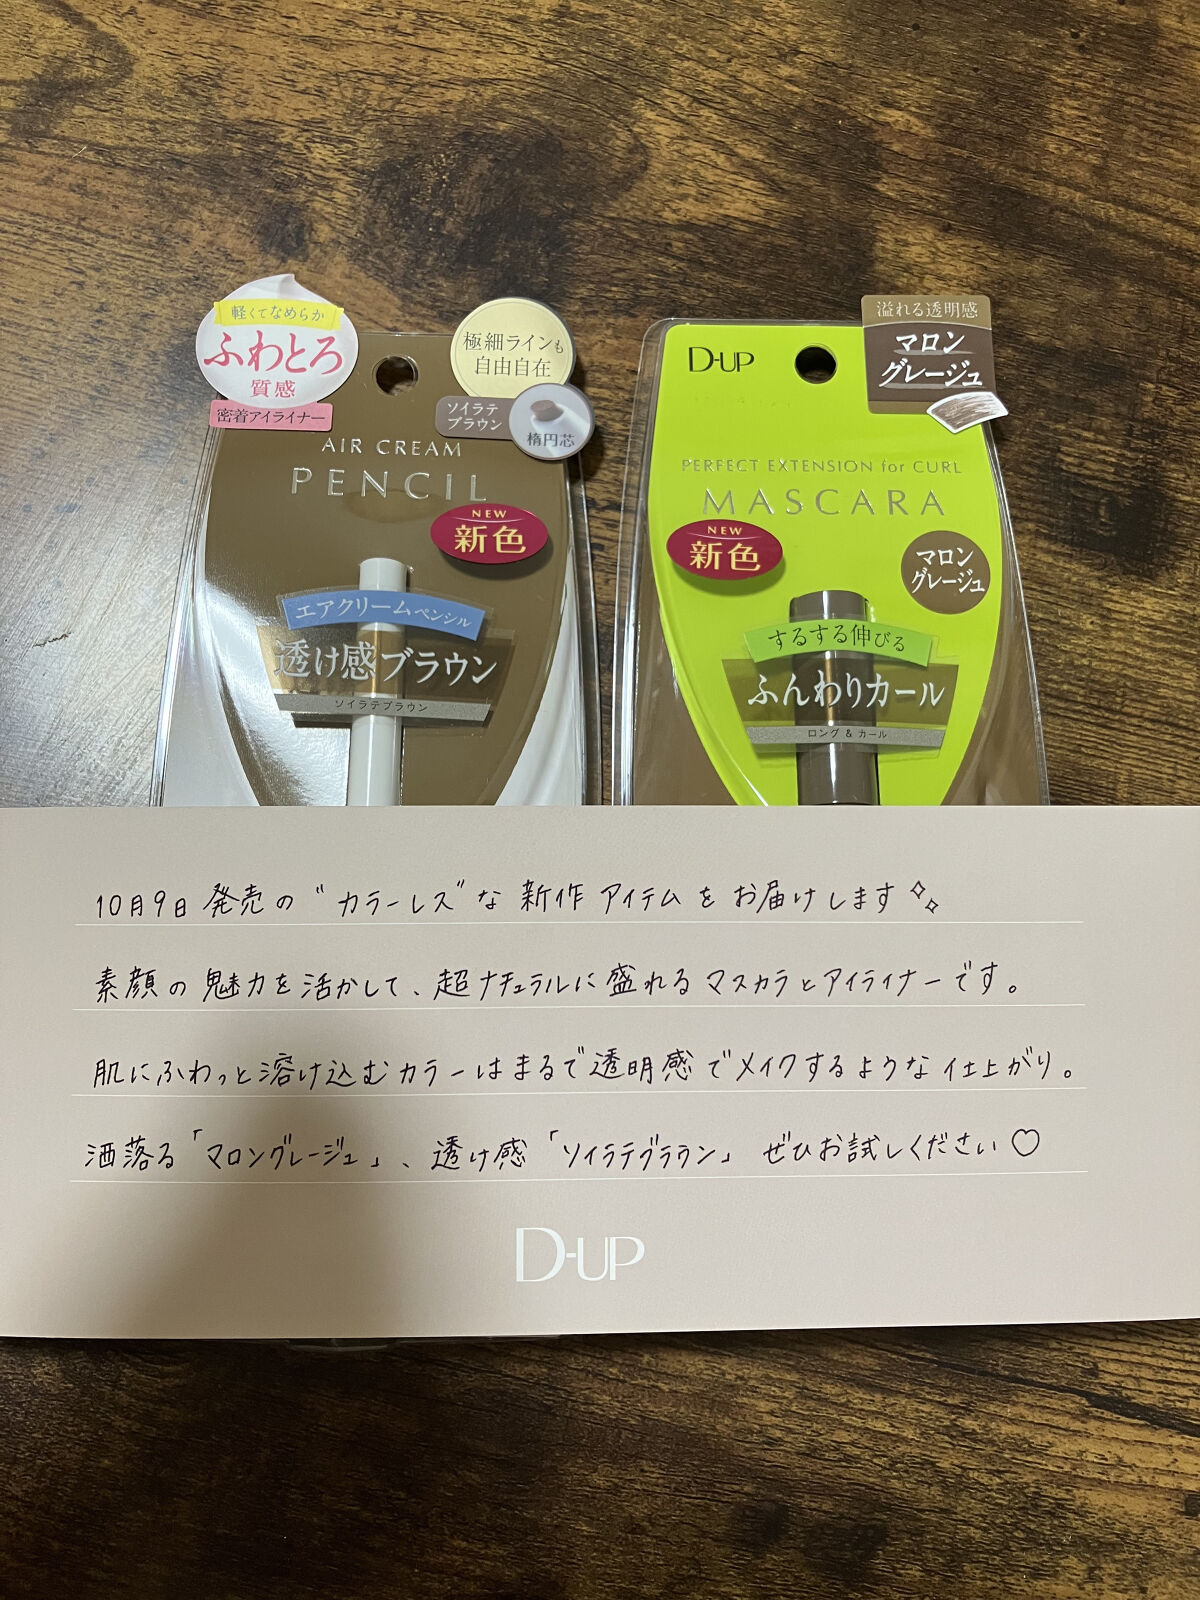 軽くてなめらか
ふわとろ
質感
密着アイライナー
極細ラインも
自由自在
ソイラテ
ブラウン
楕円芯
AIR CREAM
PENCIL
NEW
新色
エアクリームペンシル
透け感ブラウン
ソイラテブラウン
D-UP
溢れる透明感
マロン
グレージュ
PERFECT EXTENSION for CURL
MASCARA
NEW
新色
マロン
グレージュ
するする伸びる
ふんわりカール
ロング & カール
10月9日発売の"カラーレス"な新作アイテムをお届けします✧✧
素顔の魅力を活かして、超ナチュラルに盛れるマスカラとアイライナーです。
肌にふわっと溶け込むカラーはまるで透明感でメイクするような仕上がり。
洒落る「マロングレージュ」、透け感「ソイラテブラウン」ぜひお試しください♡
D-UP